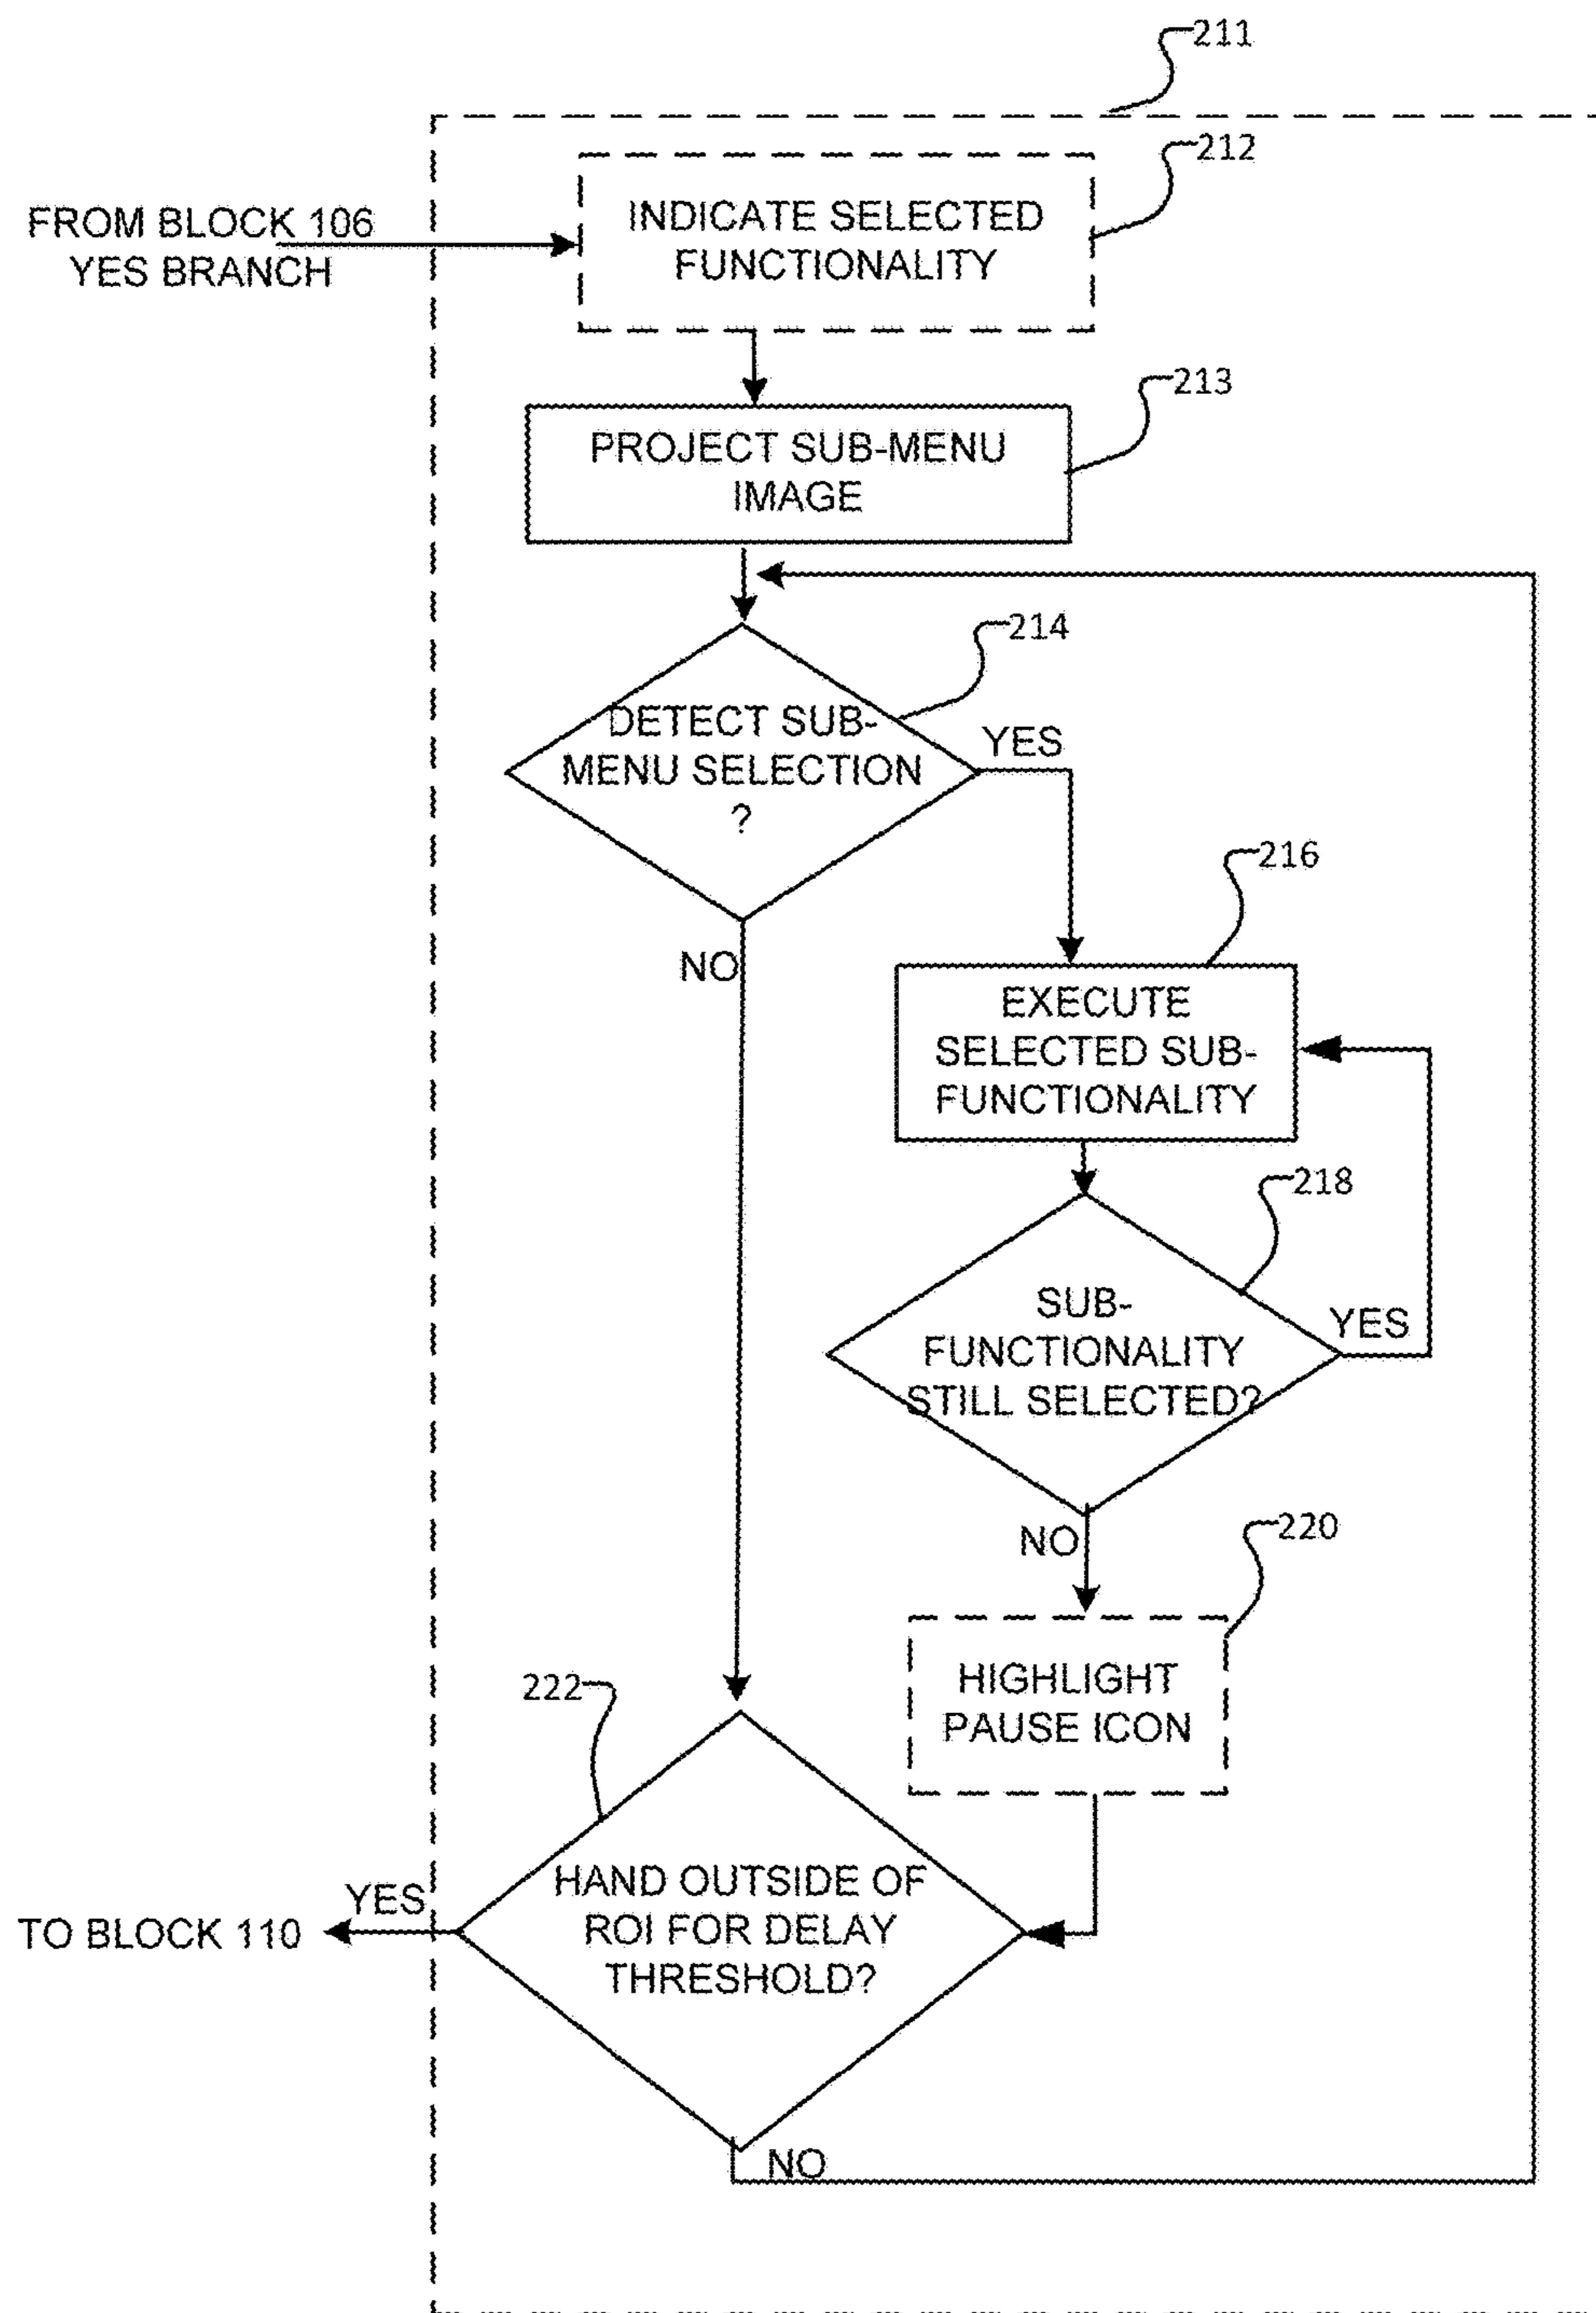 211
212
FROM BLOCK 106
YES BRANCH
INDICATE SELECTED
FUNCTIONALITY
213
PROJECT SUB-MENU
IMAGE
214
DETECT SUB-
MENU SELECTION
?
YES
NO
216
EXECUTE
SELECTED SUB-
FUNCTIONALITY
218
SUB-
FUNCTIONALITY
STILL SELECTED?
YES
NO
220
HIGHLIGHT
PAUSE ICON
222
HAND OUTSIDE OF
ROI FOR DELAY
THRESHOLD?
YES
TO BLOCK 110
NO